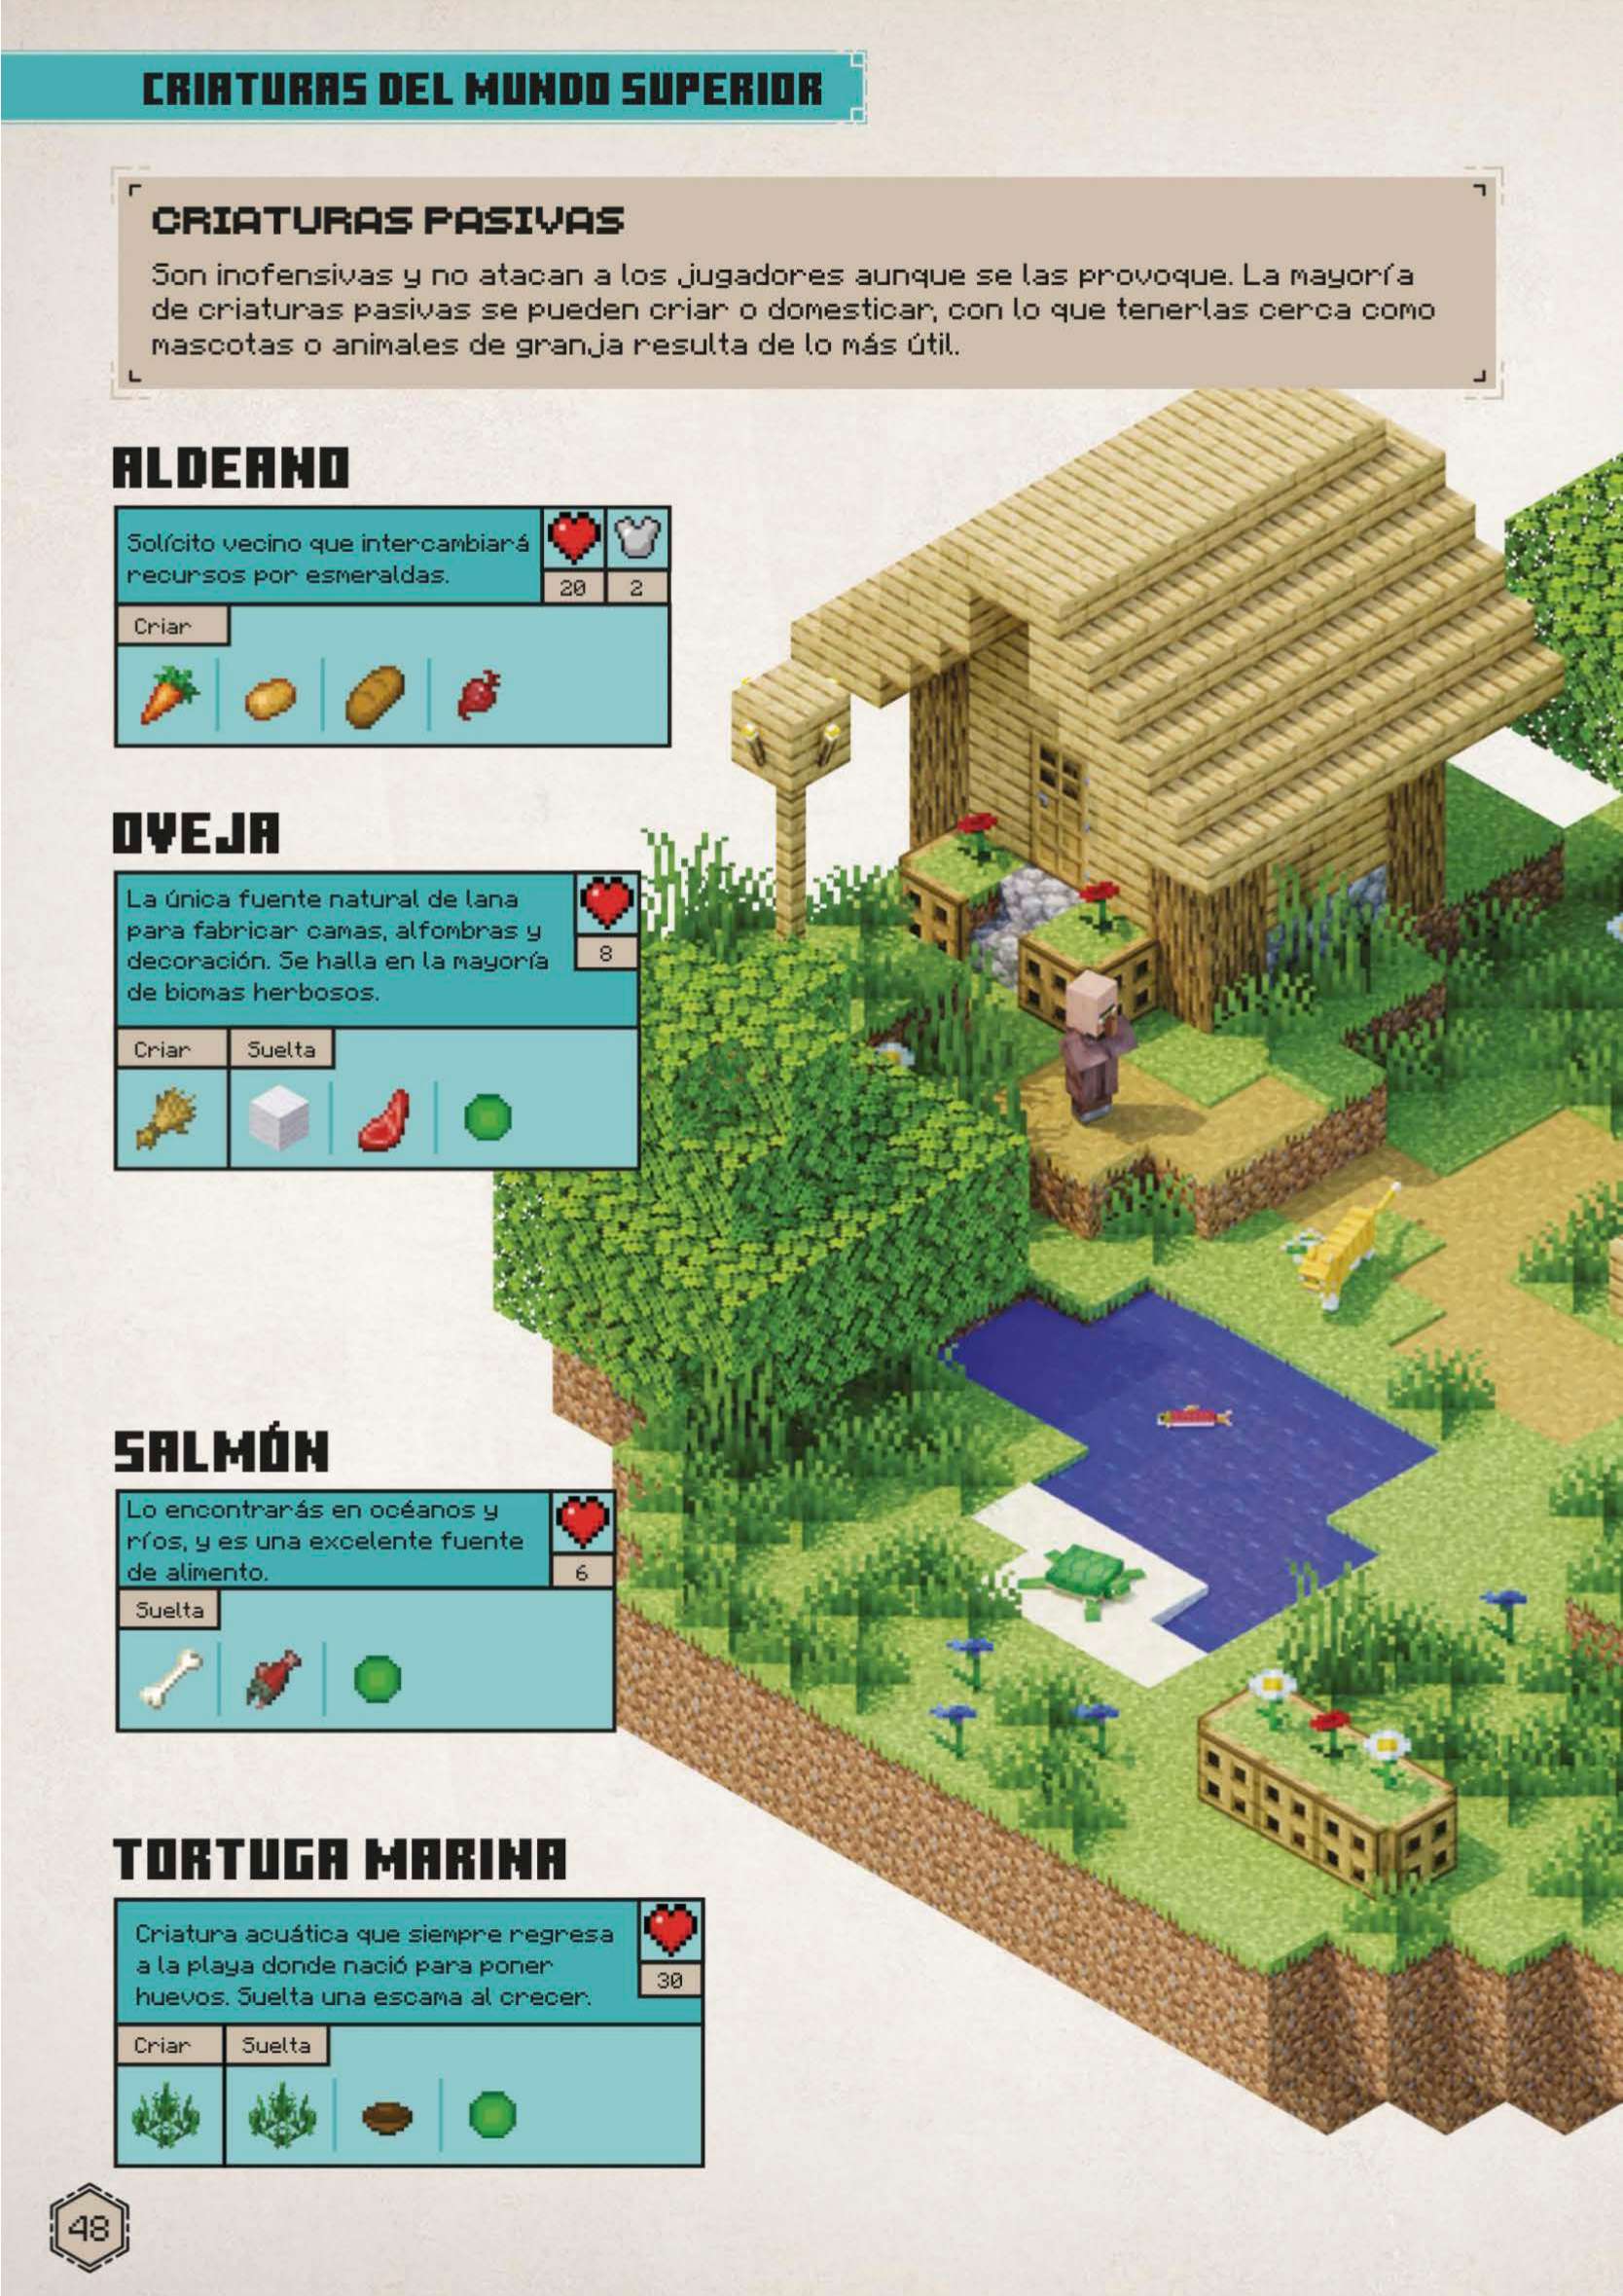 CRIATURAS DEL MUNDO SUPERIOR
CRIATURAS PASIVAS
Son inofensivas y no atacan a los jugadores aunque se las provoque. La mayoría
de criaturas pasivas se pueden criar o domesticar, con lo que tenerlas cerca como
mascotas o animales de granja resulta de lo más útil.
ALDEANO
Solícito vecino que intercambiará
recursos por esmeraldas.
20
2
Criar
OVEJA
La única fuente natural de lana
para fabricar camas, alfombras y
decoración. Se halla en la mayoría
de biomas herbosos.
8
Criar
Suelta
SALMÓN
Lo encontrarás en océanos y
ríos, y es una excelente fuente
de alimento.
6
Suelta
TORTUGA MARINA
Criatura acuática que siempre regresa
a la playa donde nació para poner
huevos. Suelta una escama al crecer.
30
Criar
Suelta
48